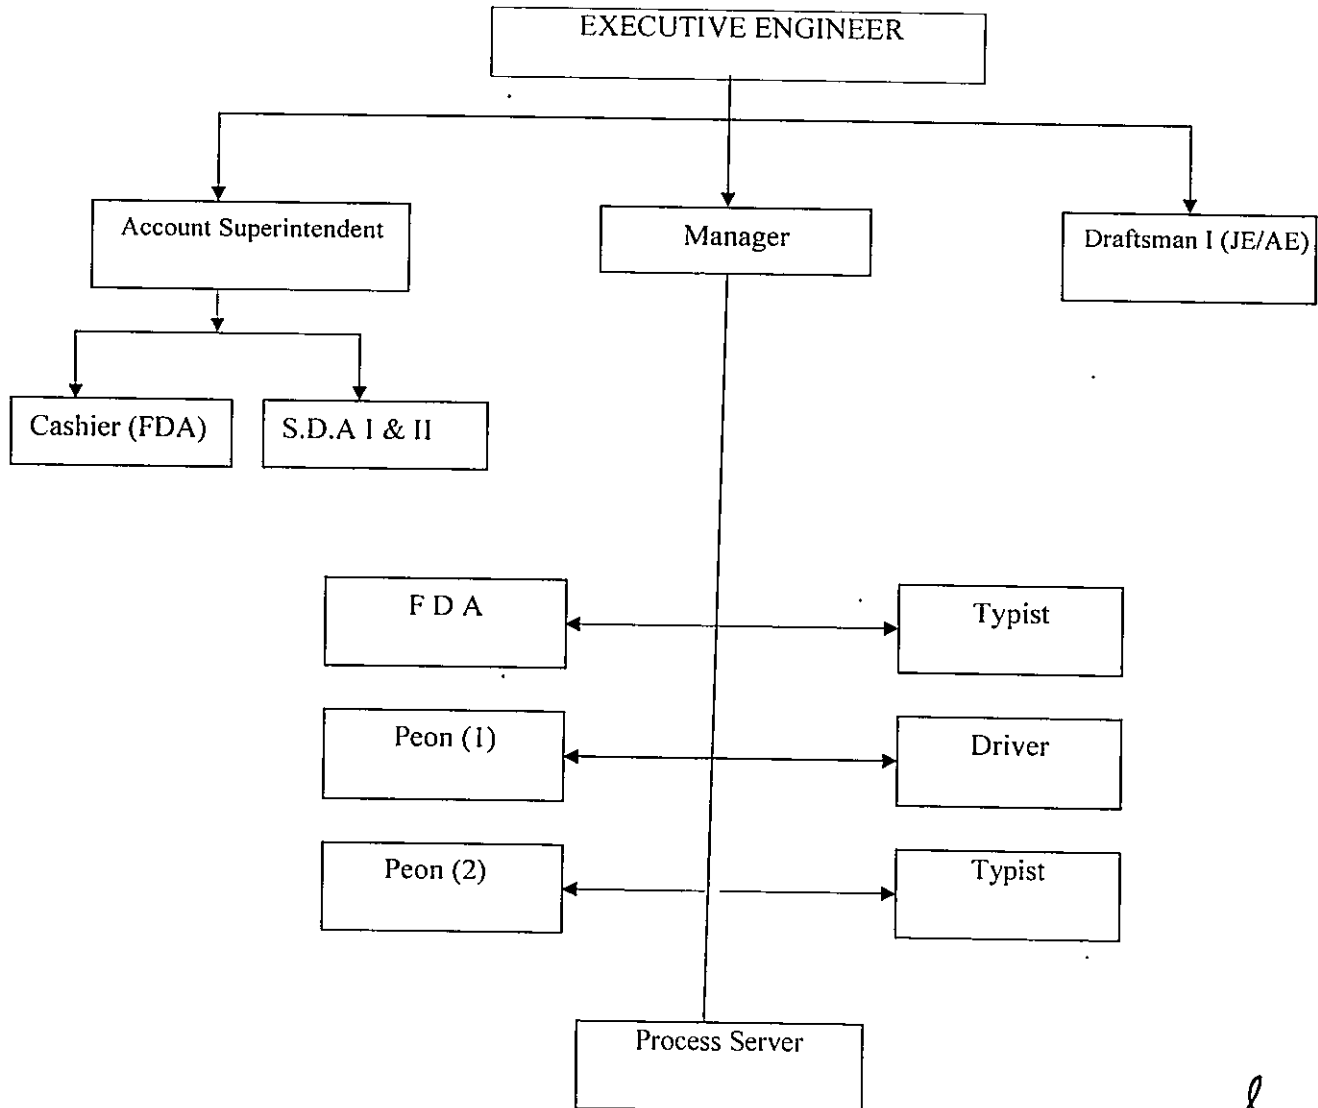 EXECUTIVE ENGINEER
Account Superintendent
Manager
Draftsman I (JE/AE)
Cashier (FDA)
S.D.A I & II
F D A
Typist
Peon (1)
Driver
Peon (2)
Typist
Process Server